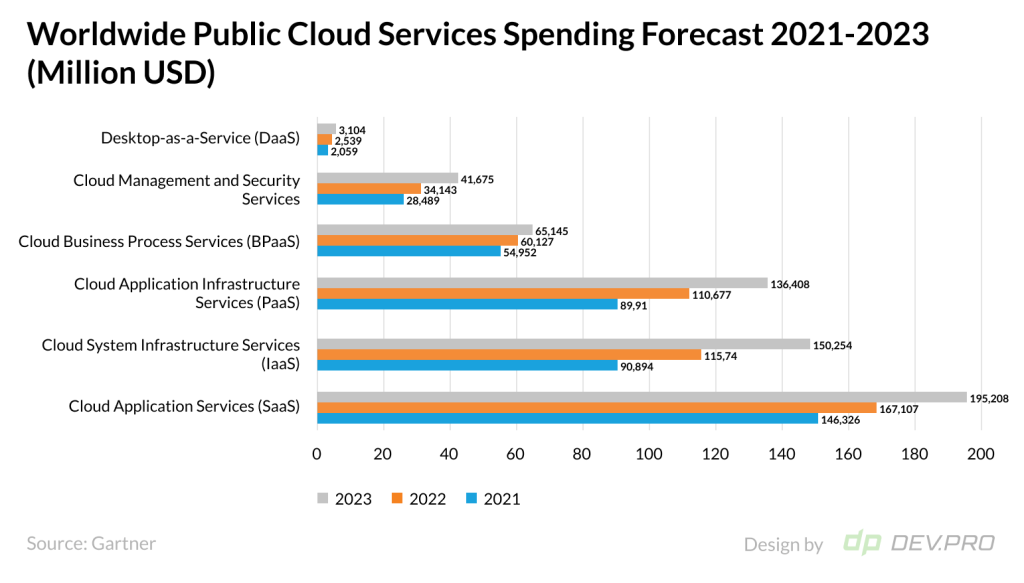 Worldwide Public Cloud Services Spending Forecast 2021-2023
(Million USD)
Desktop-as-a-Service (DaaS)
3,104
2,539
2,059
Cloud Management and Security
Services
41,675
34,143
28,489
Cloud Business Process Services (BPaaS)
65,145
60,127
54,952
Cloud Application Infrastructure
Services (PaaS)
136,408
110,677
89,91
Cloud System Infrastructure Services
(IaaS)
150,254
115,74
90,894
Cloud Application Services (SaaS)
195,208
167,107
146,326
0 20 40 60 80 100 120 140 160 180 200
2023 2022 2021
Source: Gartner
Design by dp DEV.PRO